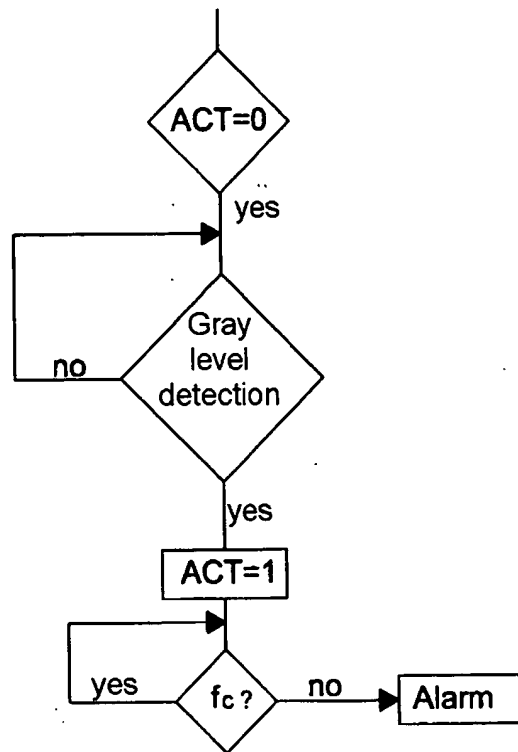 ACT=0
yes
Gray
level
detection
no
yes
ACT=1
yes
fc ?
no
Alarm